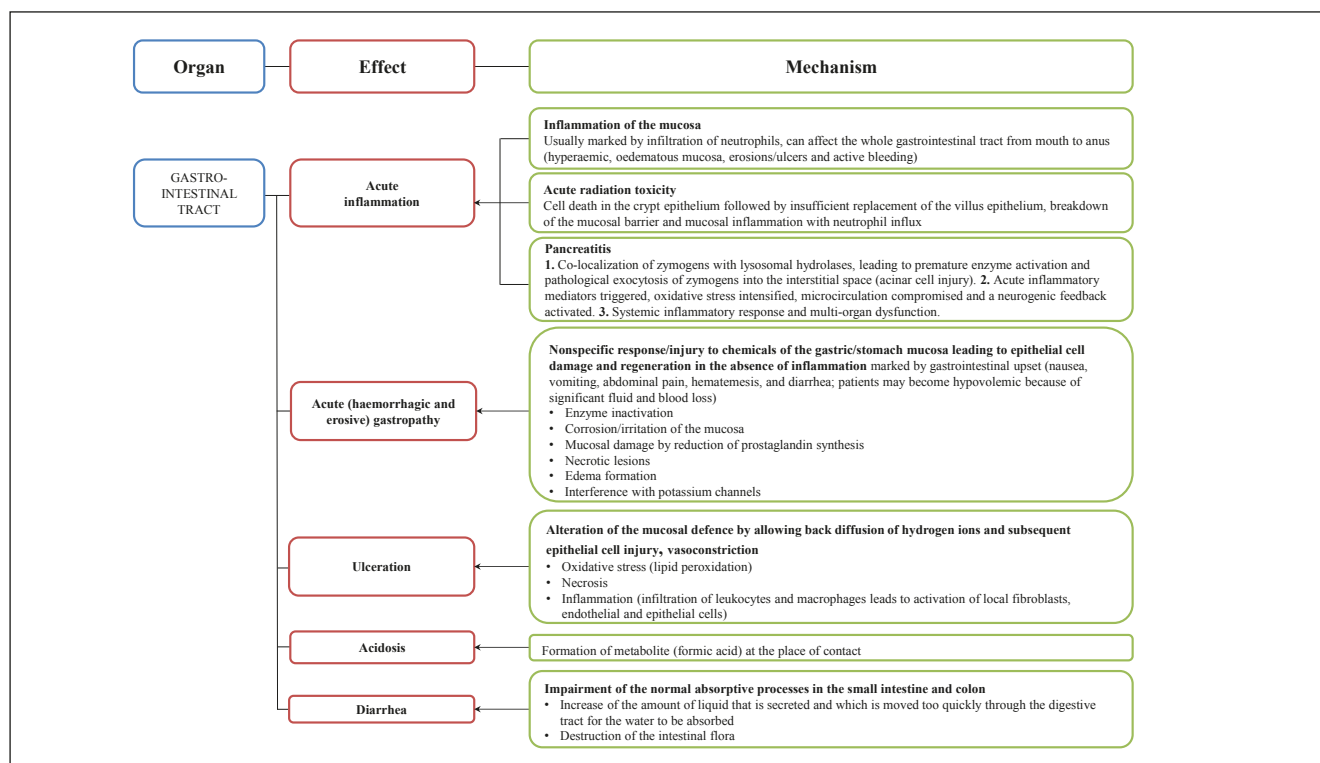 Organ
Effect
Mechanism
GASTRO-
INTESTINAL
TRACT
Acute
inflammation
Inflammation of the mucosa
Usually marked by infiltration of neutrophils, can affect the whole gastrointestinal tract from mouth to anus
(hyperaemic, oedematous mucosa, erosions/ulcers and active bleeding)
Acute radiation toxicity
Cell death in the crypt epithelium followed by insufficient replacement of the villus epithelium, breakdown
of the mucosal barrier and mucosal inflammation with neutrophil influx
Pancreatitis
1. Co-localization of zymogens with lysosomal hydrolases, leading to premature enzyme activation and
pathological exocytosis of zymogens into the interstitial space (acinar cell injury). 2. Acute inflammatory
mediators triggered, oxidative stress intensified, microcirculation compromised and a neurogenic feedback
activated. 3. Systemic inflammatory response and multi-organ dysfunction.
Acute (haemorrhagic and
erosive) gastropathy
Nonspecific response/injury to chemicals of the gastric/stomach mucosa leading to epithelial cell
damage and regeneration in the absence of inflammation marked by gastrointestinal upset (nausea,
vomiting, abdominal pain, hematemesis, and diarrhea; patients may become hypovolemic because of
significant fluid and blood loss)
• Enzyme inactivation
• Corrosion/irritation of the mucosa
• Mucosal damage by reduction of prostaglandin synthesis
• Necrotic lesions
• Edema formation
• Interference with potassium channels
Ulceration
Alteration of the mucosal defence by allowing back diffusion of hydrogen ions and subsequent
epithelial cell injury, vasoconstriction
• Oxidative stress (lipid peroxidation)
• Necrosis
• Inflammation (infiltration of leukocytes and macrophages leads to activation of local fibroblasts,
endothelial and epithelial cells)
Acidosis
Formation of metabolite (formic acid) at the place of contact
Diarrhea
Impairment of the normal absorptive processes in the small intestine and colon
• Increase of the amount of liquid that is secreted and which is moved too quickly through the digestive
tract for the water to be absorbed
• Destruction of the intestinal flora